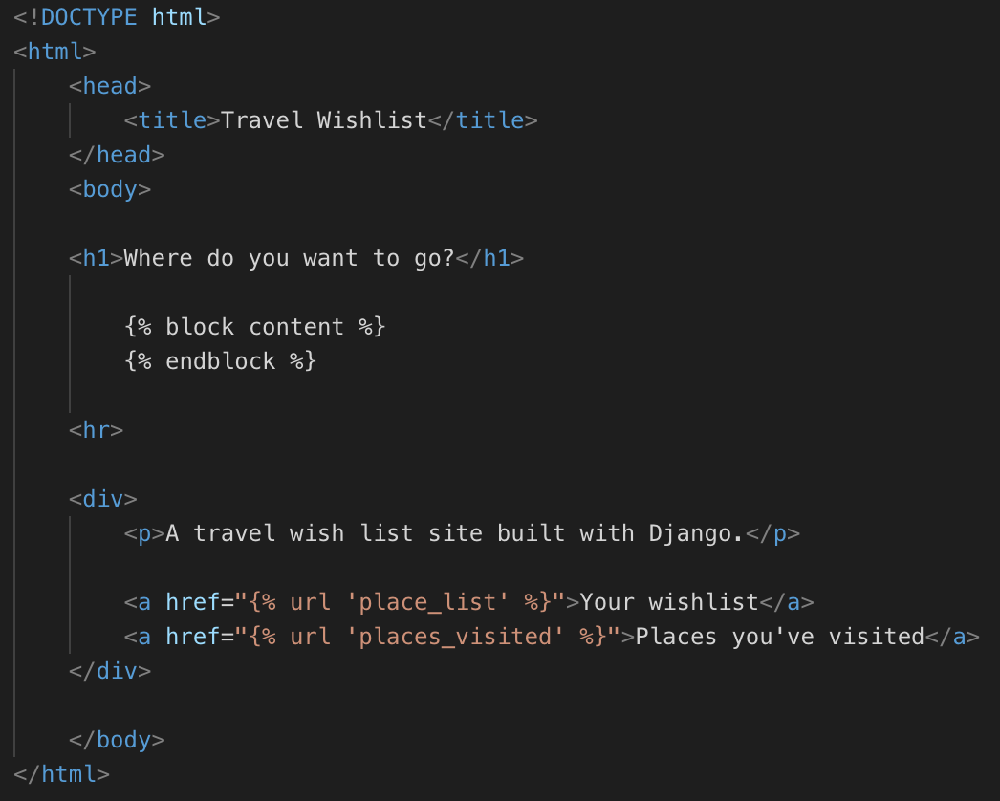 <!DOCTYPE html>
<html>
    <head>
        <title>Travel Wishlist</title>
    </head>
    <body>

    <h1>Where do you want to go?</h1>

        {% block content %}
        {% endblock %}

    <hr>

    <div>
        <p>A travel wish list site built with Django.</p>

        <a href="{% url 'place_list' %}">Your wishlist</a>
        <a href="{% url 'places_visited' %}">Places you've visited</a>
    </div>

    </body>
</html>